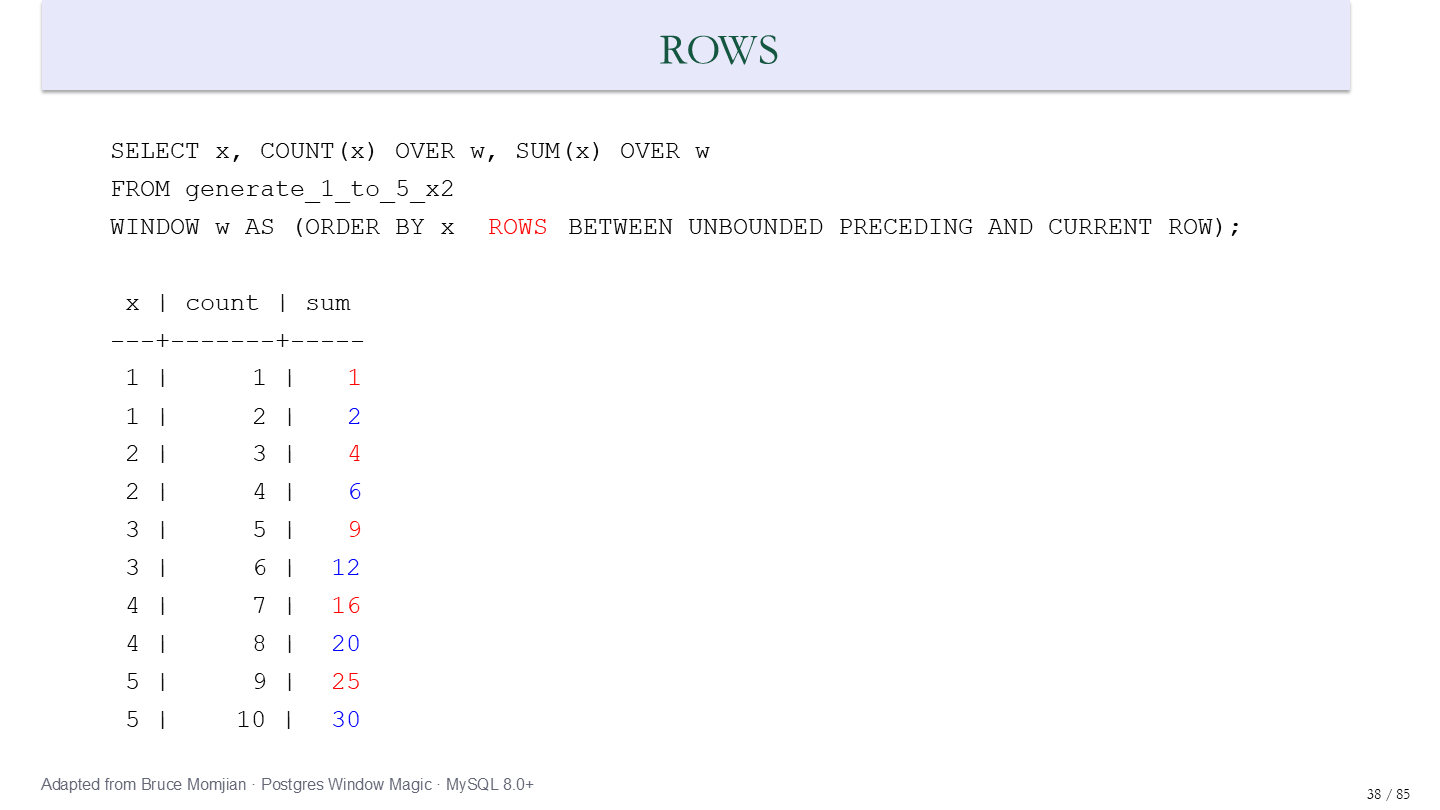 ROWS
SELECT x, COUNT(x) OVER w, SUM(x) OVER w
FROM generate_1_to_5_x2
WINDOW w AS (ORDER BY x  ROWS BETWEEN UNBOUNDED PRECEDING AND CURRENT ROW);
 x | count | sum
---+-------+-----
 1 |     1 |   1
 1 |     2 |   2
 2 |     3 |   4
 2 |     4 |   6
 3 |     5 |   9
 3 |     6 |  12
 4 |     7 |  16
 4 |     8 |  20
 5 |     9 |  25
 5 |    10 |  30
Adapted from Bruce Momjian · Postgres Window Magic · MySQL 8.0+
38 / 85